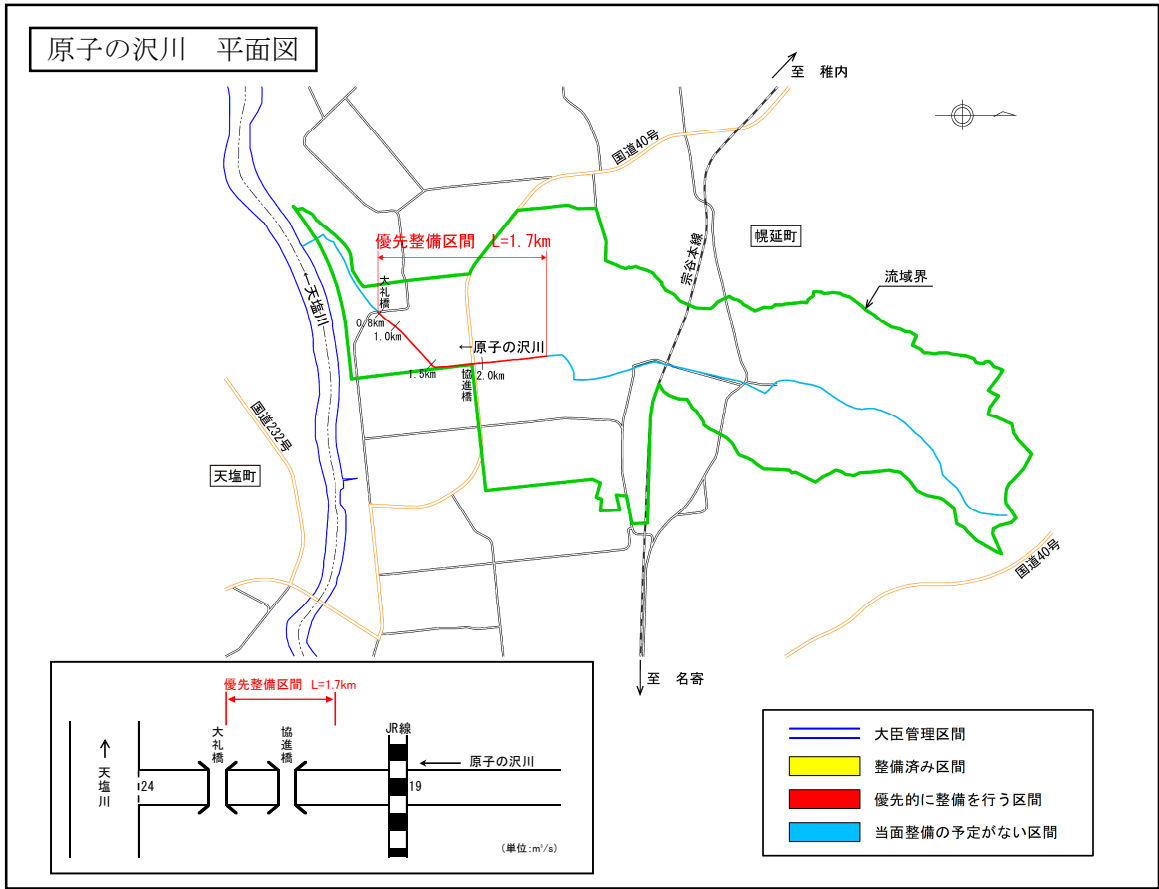 原子の沢川　平面図
至　稚内
国道40号
幌延町
宗谷本線
流域界
優先整備区間　L=1.7km
大礼橋
←天塩川
0.8km
1.0km
←原子の沢川
1.5km
協進橋
2.0km
国道232号
天塩町
国道40号
至　名寄
優先整備区間 L=1.7km
大礼橋
協進橋
JR線
← 原子の沢川
↑天塩川
24
19
(単位:m³/s)
大臣管理区間
整備済み区間
優先的に整備を行う区間
当面整備の予定がない区間